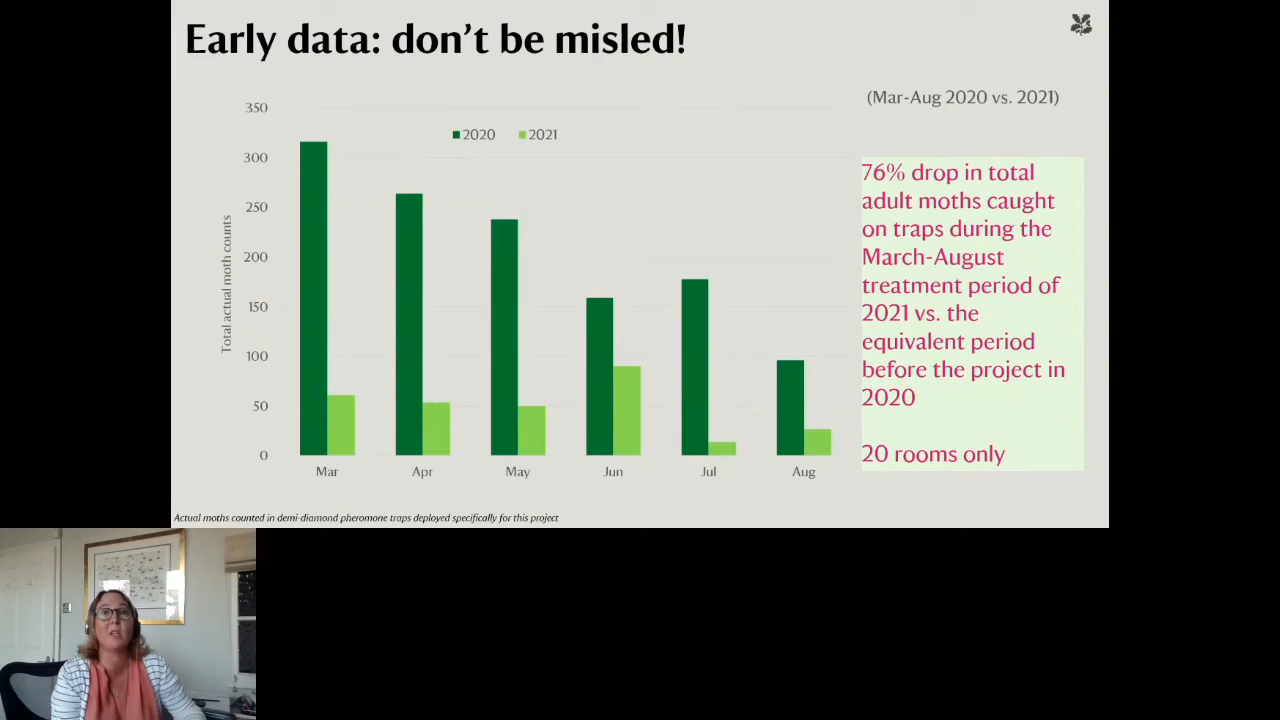 Early data: don't be misled!
(Mar-Aug 2020 vs. 2021)
350
300
250
200
150
100
50
0
Total actual moth counts
2020 2021
Mar Apr May Jun Jul Aug
76% drop in total
adult moths caught
on traps during the
March-August
treatment period of
2021 vs. the
equivalent period
before the project in
2020
20 rooms only
Actual moths counted in demi-diamond pheromone traps deployed specifically for this project